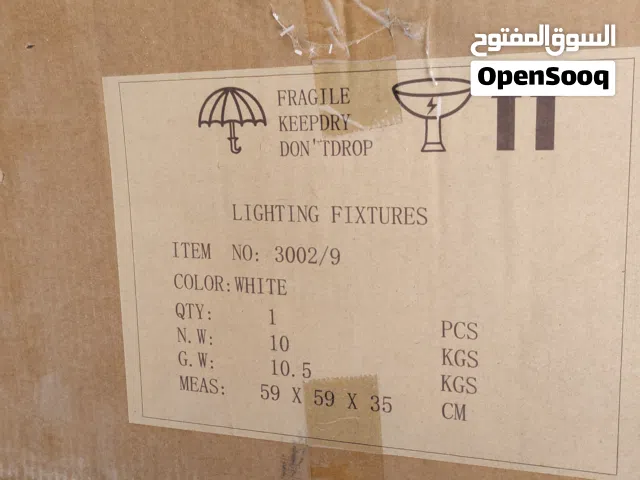 السوق المفتوح
OpenSooq
FRAGILE
KEEPDRY
DON'TDROP
LIGHTING FIXTURES
ITEM NO: 3002/9
COLOR:WHITE
QTY: 1 PCS
N.W: 10 KGS
G.W: 10.5 KGS
MEAS: 59 X 59 X 35 CM